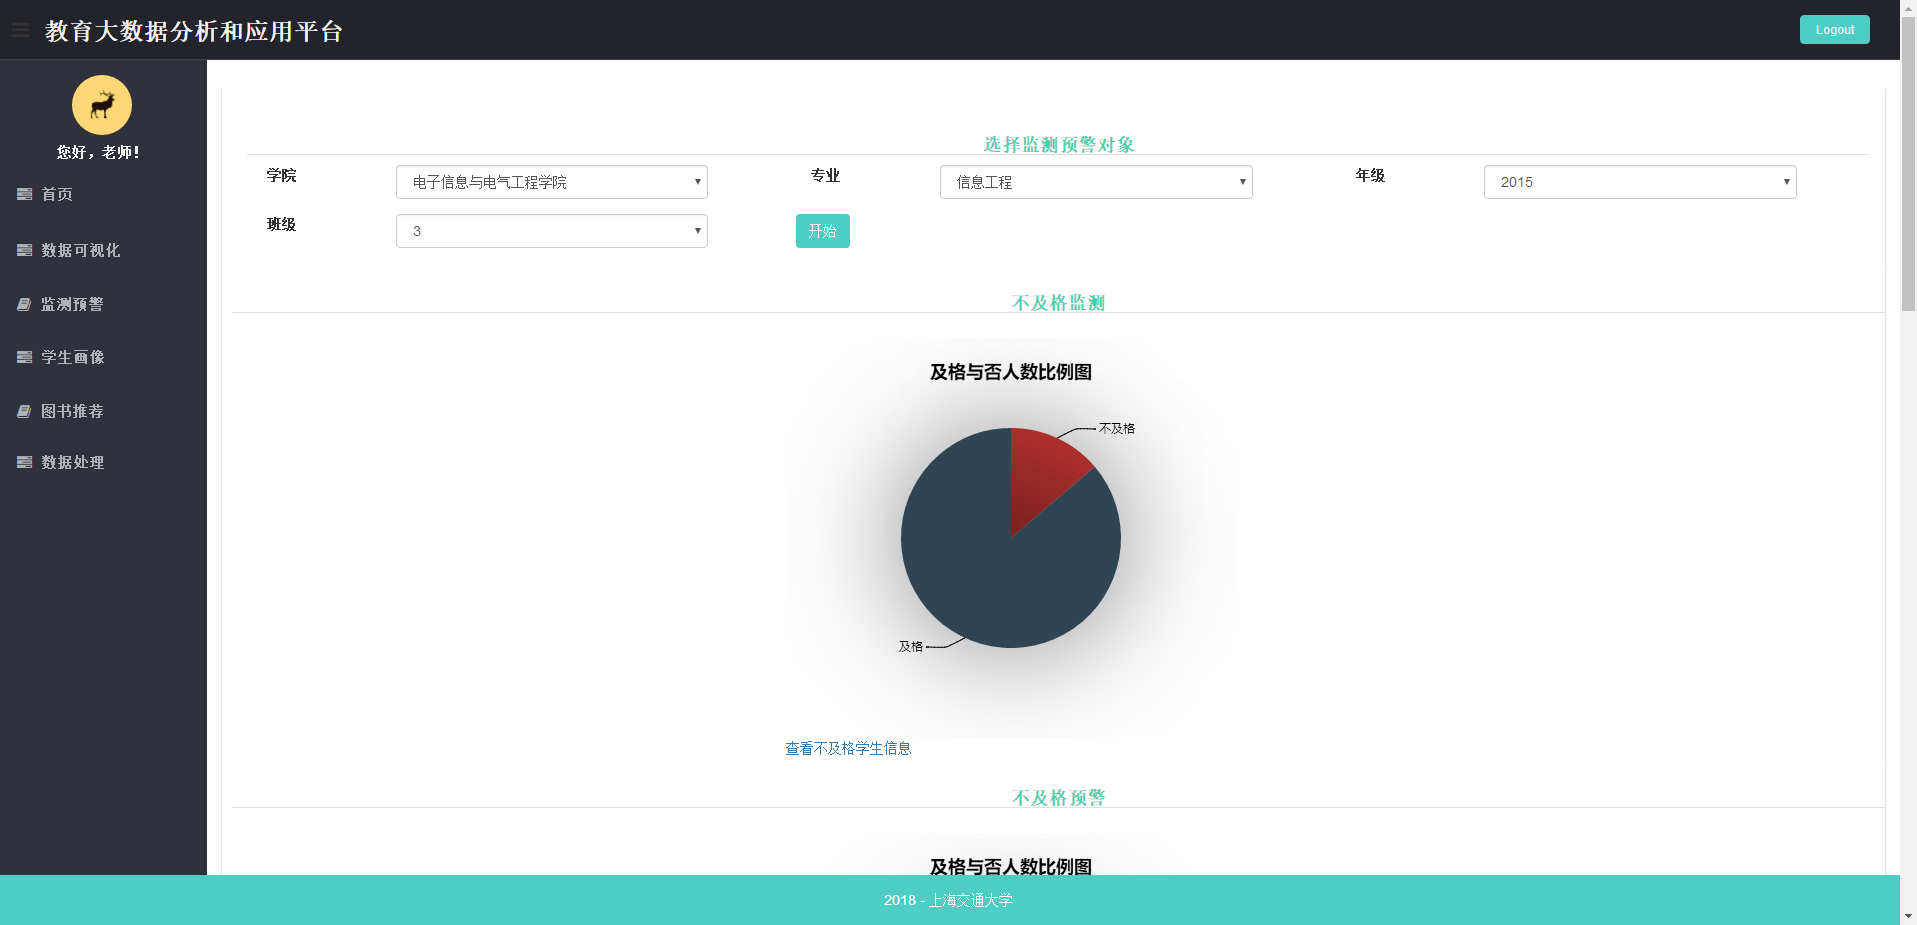 教育大数据分析和应用平台
Logout
您好，老师！
首页
数据可视化
监测预警
学生画像
图书推荐
数据处理
选择监测预警对象
学院 电子信息与电气工程学院 专业 信息工程 年级 2015
班级 3 开始
不及格监测
及格与否人数比例图
不及格
及格
查看不及格学生信息
不及格预警
及格与否人数比例图
2018 - 上海交通大学